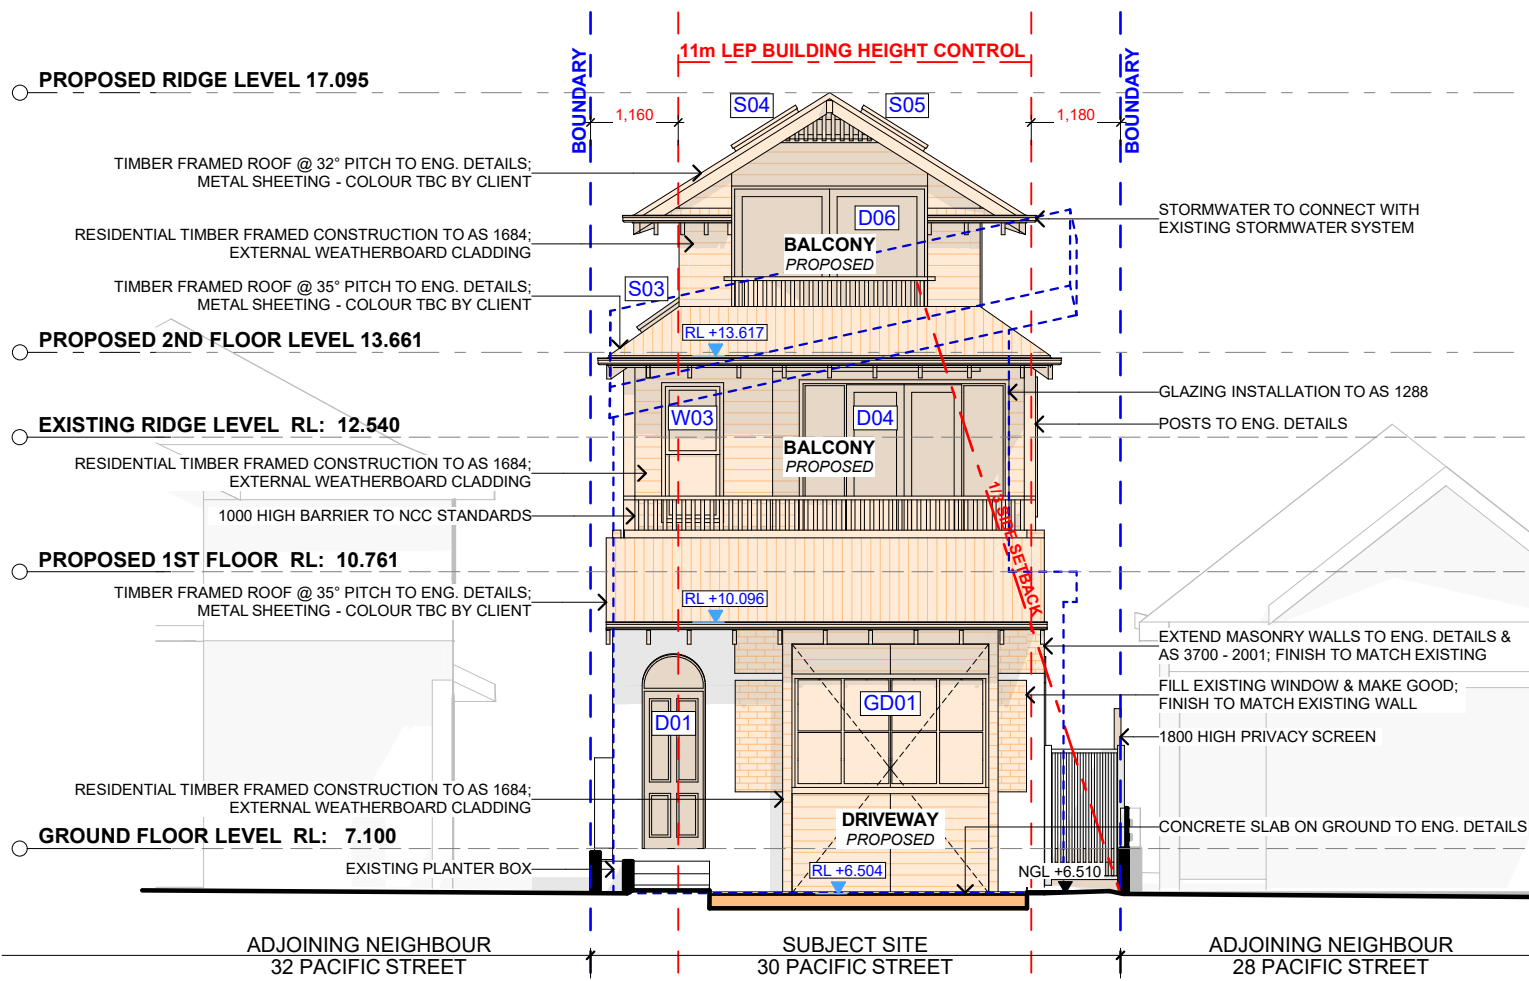 11m LEP BUILDING HEIGHT CONTROL
BOUNDARY
BOUNDARY
PROPOSED RIDGE LEVEL 17.095
S04
S05
1,160
1,180
TIMBER FRAMED ROOF @ 32° PITCH TO ENG. DETAILS;
METAL SHEETING - COLOUR TBC BY CLIENT
D06
STORMWATER TO CONNECT WITH
EXISTING STORMWATER SYSTEM
RESIDENTIAL TIMBER FRAMED CONSTRUCTION TO AS 1684;
EXTERNAL WEATHERBOARD CLADDING
BALCONY
PROPOSED
TIMBER FRAMED ROOF @ 35° PITCH TO ENG. DETAILS;
METAL SHEETING - COLOUR TBC BY CLIENT
S03
RL +13.617
PROPOSED 2ND FLOOR LEVEL 13.661
GLAZING INSTALLATION TO AS 1288
W03
D04
EXISTING RIDGE LEVEL RL: 12.540
POSTS TO ENG. DETAILS
BALCONY
PROPOSED
RESIDENTIAL TIMBER FRAMED CONSTRUCTION TO AS 1684;
EXTERNAL WEATHERBOARD CLADDING
1000 HIGH BARRIER TO NCC STANDARDS
1/3 SIDE SETBACK
PROPOSED 1ST FLOOR RL: 10.761
TIMBER FRAMED ROOF @ 35° PITCH TO ENG. DETAILS;
METAL SHEETING - COLOUR TBC BY CLIENT
RL +10.096
EXTEND MASONRY WALLS TO ENG. DETAILS &
AS 3700 - 2001; FINISH TO MATCH EXISTING
FILL EXISTING WINDOW & MAKE GOOD;
FINISH TO MATCH EXISTING WALL
GD01
D01
1800 HIGH PRIVACY SCREEN
RESIDENTIAL TIMBER FRAMED CONSTRUCTION TO AS 1684;
EXTERNAL WEATHERBOARD CLADDING
DRIVEWAY
PROPOSED
CONCRETE SLAB ON GROUND TO ENG. DETAILS
GROUND FLOOR LEVEL RL: 7.100
EXISTING PLANTER BOX
RL +6.504
NGL +6.510
ADJOINING NEIGHBOUR
32 PACIFIC STREET
SUBJECT SITE
30 PACIFIC STREET
ADJOINING NEIGHBOUR
28 PACIFIC STREET